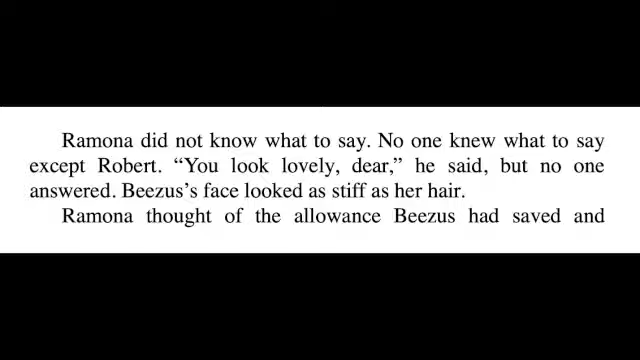 Ramona did not know what to say. No one knew what to say
except Robert. “You look lovely, dear,” he said, but no one
answered. Beezus’s face looked as stiff as her hair.
Ramona thought of the allowance Beezus had saved and